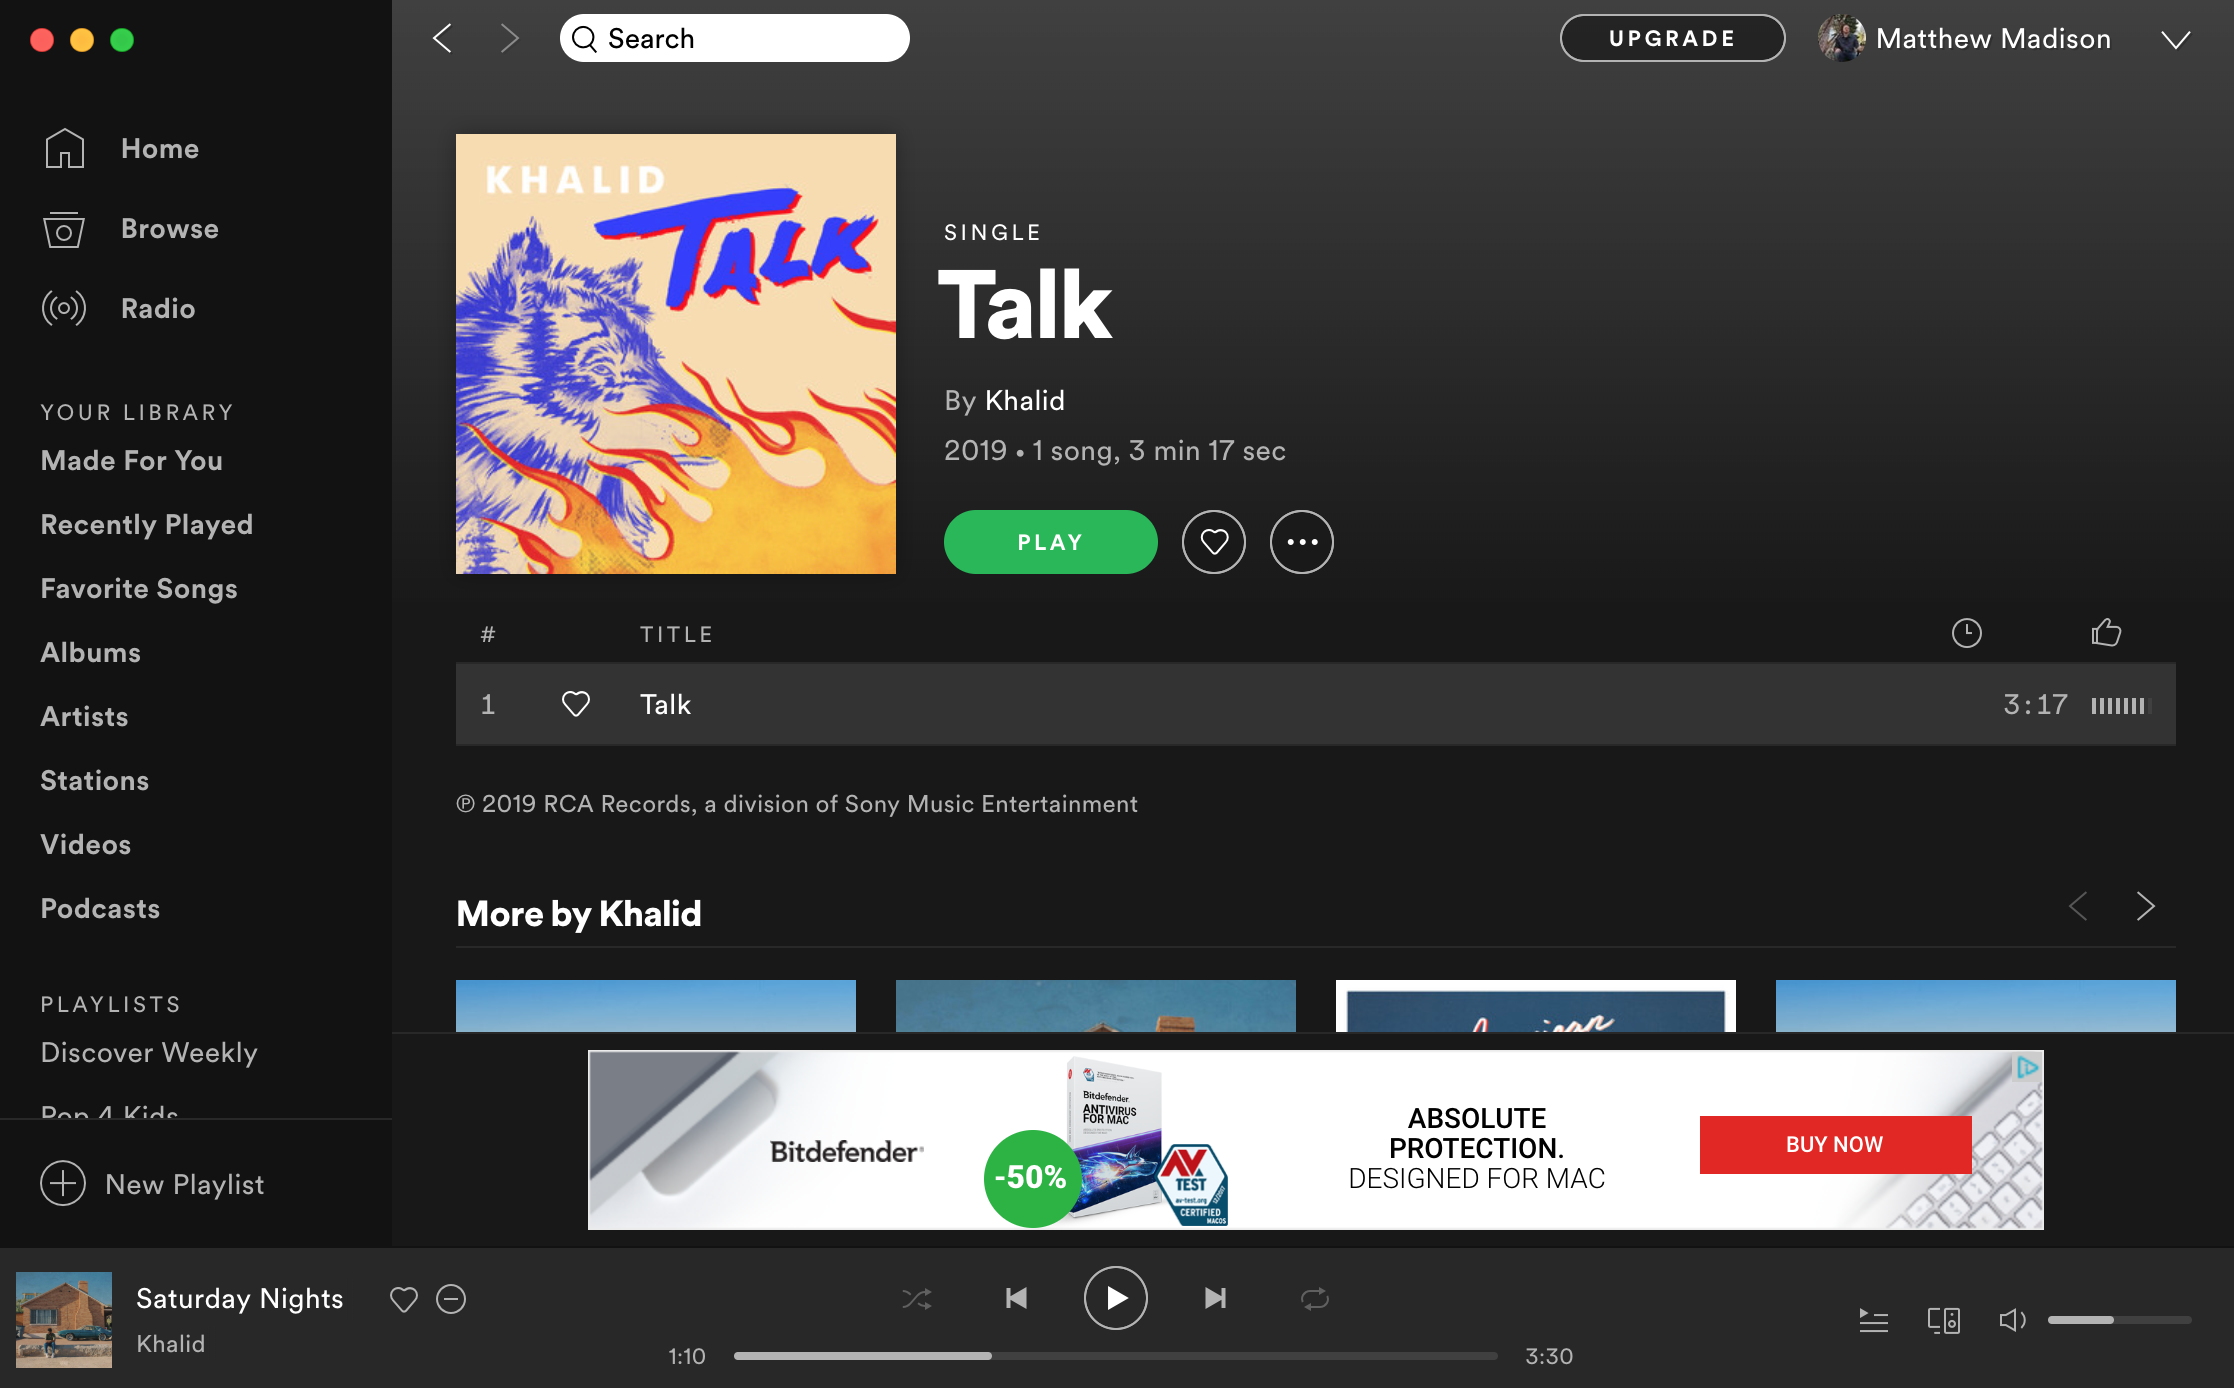 Search
UPGRADE
Matthew Madison
Home
Browse
Radio
YOUR LIBRARY
Made For You
Recently Played
Favorite Songs
Albums
Artists
Stations
Videos
Podcasts
PLAYLISTS
Discover Weekly
Pop 4 Kids
New Playlist
KHALID
TALK
SINGLE
Talk
By Khalid
2019 • 1 song, 3 min 17 sec
PLAY
# TITLE
1 Talk 3:17
℗ 2019 RCA Records, a division of Sony Music Entertainment
More by Khalid
American
Bitdefender
-50%
Bitdefender
ANTIVIRUS
FOR MAC
AV
TEST
av-test.org
CERTIFIED
MACOS
ABSOLUTE
PROTECTION.
DESIGNED FOR MAC
BUY NOW
Saturday Nights
Khalid
1:10
3:30